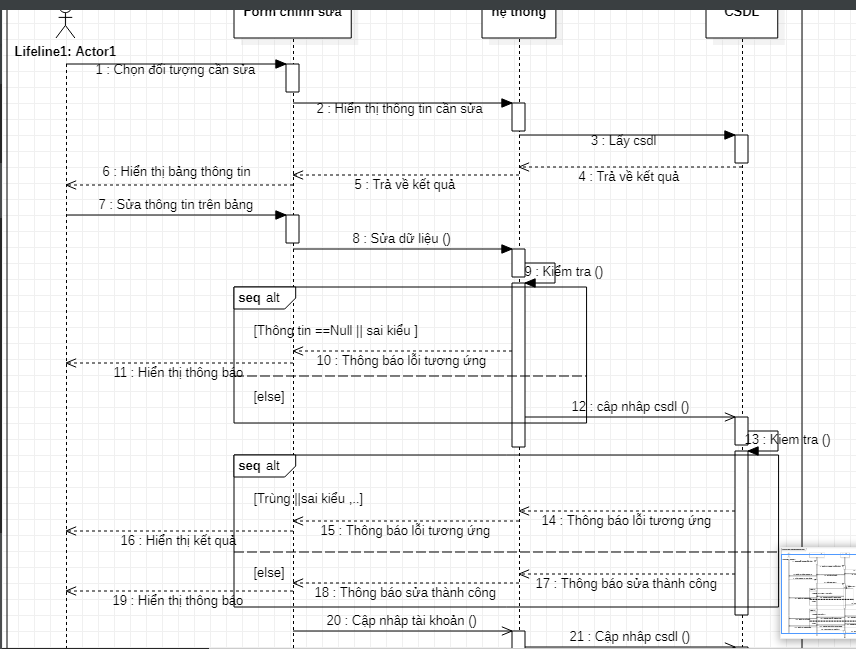 Form chỉnh sửa
hệ thống
CSDL
Lifeline1: Actor1
1 : Chọn đối tượng cần sửa
2 : Hiển thị thông tin cần sửa
3 : Lấy csdl
4 : Trả về kết quả
5 : Trả về kết quả
6 : Hiển thị bảng thông tin
7 : Sửa thông tin trên bảng
8 : Sửa dữ liệu ()
9 : Kiểm tra ()
seq alt
[Thông tin ==Null || sai kiểu ]
10 : Thông báo lỗi tương ứng
11 : Hiển thị thông báo
[else]
12 : cập nhập csdl ()
13 : Kiem tra ()
seq alt
[Trùng ||sai kiểu ,..]
14 : Thông báo lỗi tương ứng
15 : Thông báo lỗi tương ứng
16 : Hiển thị kết quả
[else]
17 : Thông báo sửa thành công
18 : Thông báo sửa thành công
19 : Hiển thị thông báo
20 : Cập nhập tài khoản ()
21 : Cập nhập csdl ()